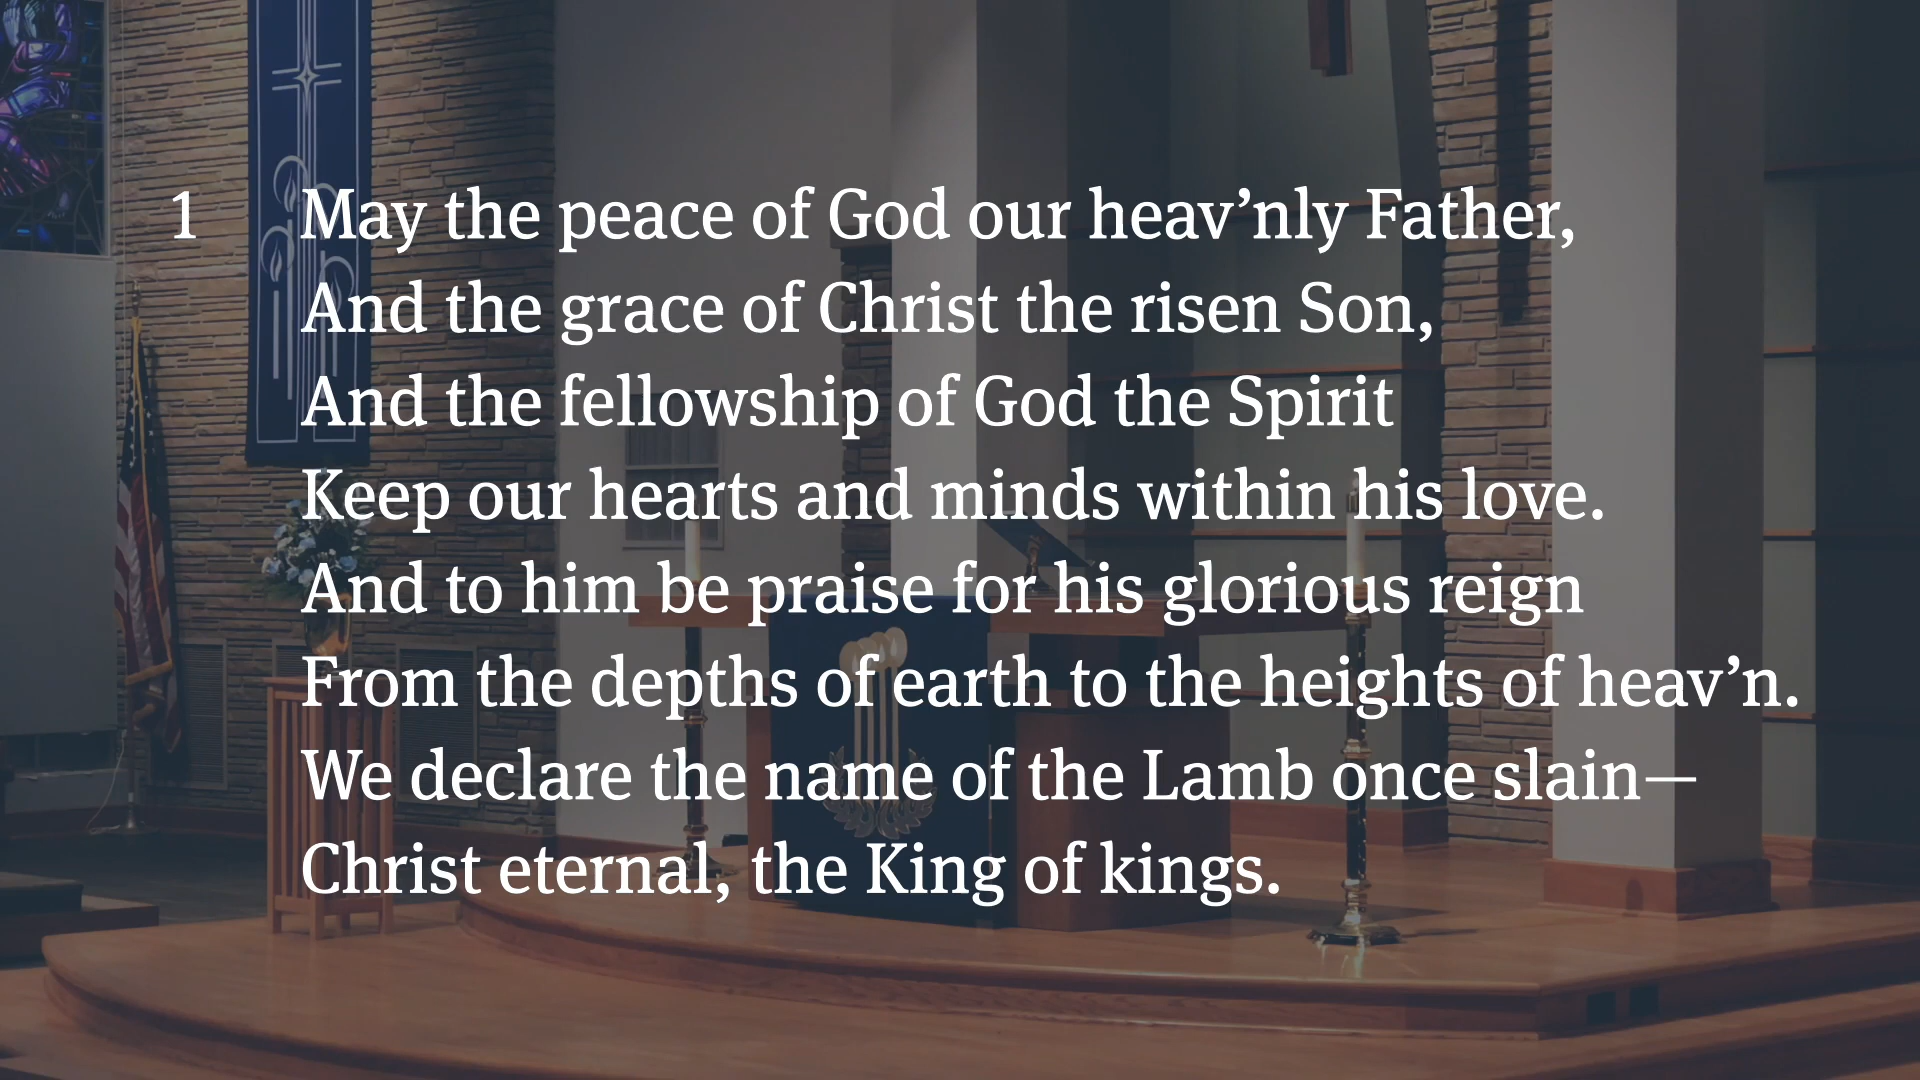 1 May the peace of God our heav’nly Father,
And the grace of Christ the risen Son,
And the fellowship of God the Spirit
Keep our hearts and minds within his love.
And to him be praise for his glorious reign
From the depths of earth to the heights of heav’n.
We declare the name of the Lamb once slain—
Christ eternal, the King of kings.